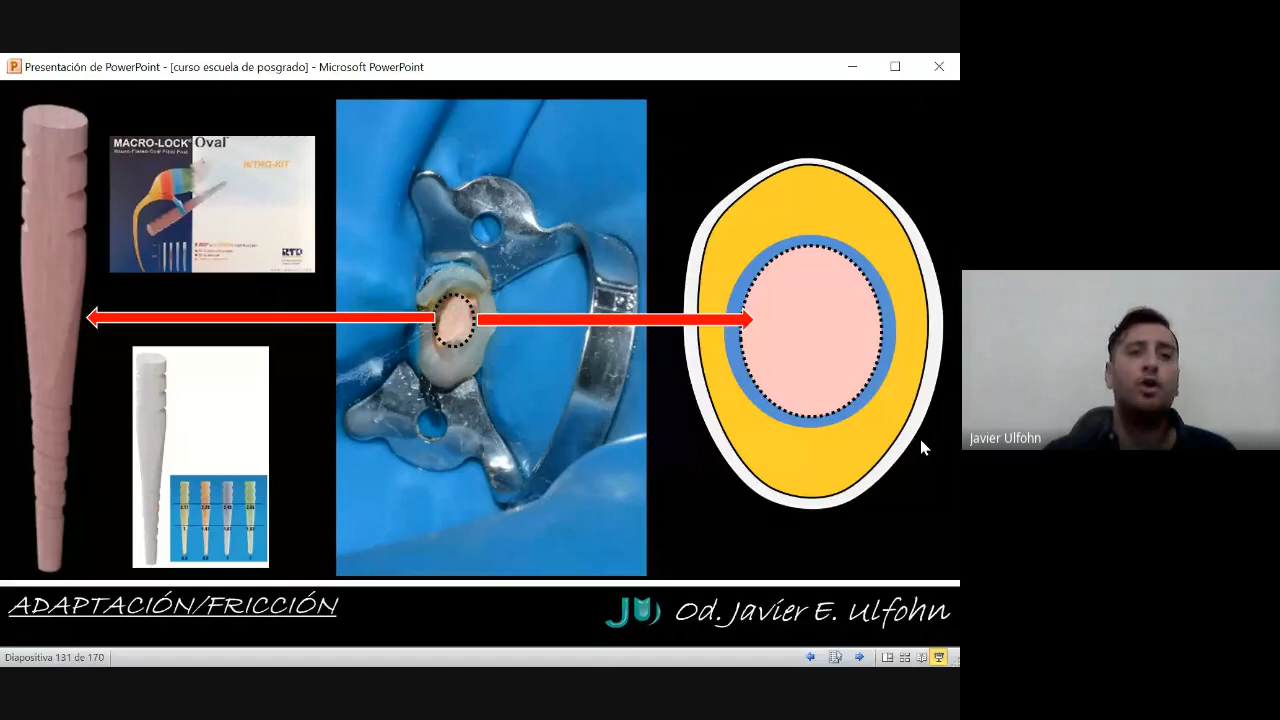 Presentación de PowerPoint - [curso escuela de posgrado] - Microsoft PowerPoint
MACRO-LOCK Oval
INTRO-KIT
RTD
Javier Ulfohn
ADAPTACIÓN/FRICCIÓN
JU Od. Javier E. Ulfohn
Diapositiva 131 de 170